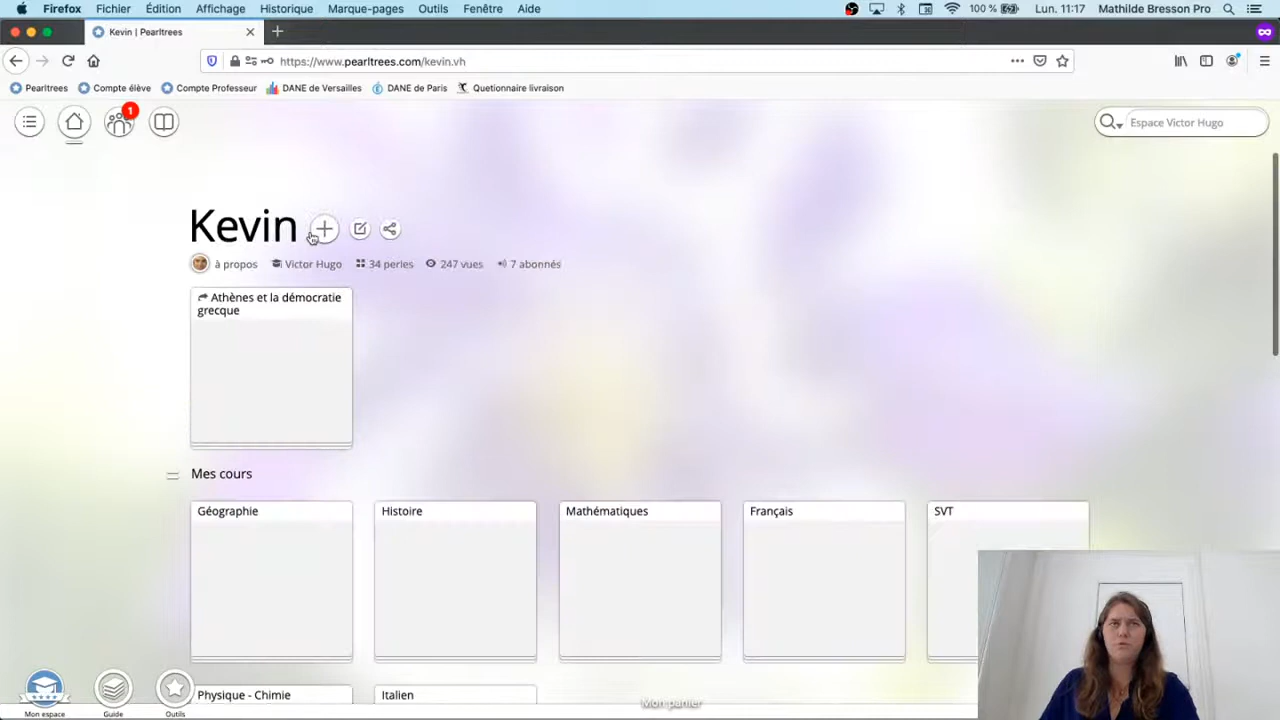 Firefox Fichier Édition Affichage Historique Marque-pages Outils Fenêtre Aide 100 % Lun. 11:17 Mathilde Bresson Pro
Kevin | Pearltrees
https://www.pearltrees.com/kevin.vh
Pearltrees Compte élève Compte Professeur DANE de Versailles DANE de Paris Quetionnaire livraison
1
Espace Victor Hugo
Kevin
à propos Victor Hugo 34 perles 247 vues 7 abonnés
Athènes et la démocratie
grecque
Mes cours
Géographie Histoire Mathématiques Français SVT
Physique - Chimie Italien
Mon espace Guide Outils
Mon panier